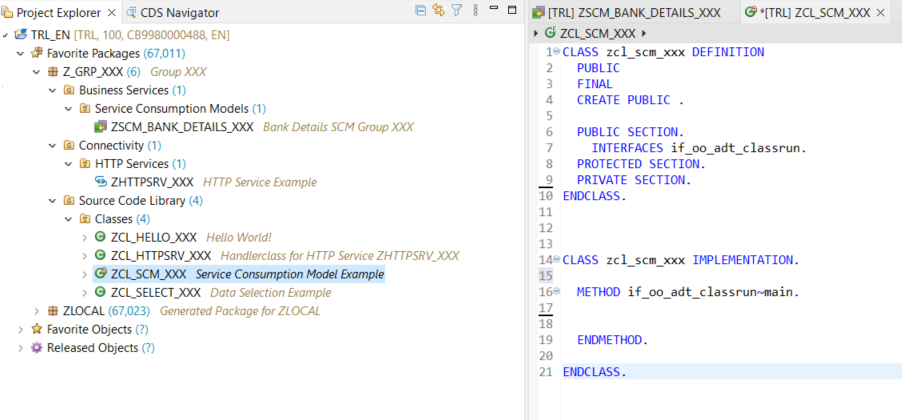 Project Explorer
CDS Navigator
TRL_EN [TRL, 100, CB9980000488, EN]
Favorite Packages (67,011)
Z_GRP_XXX (6) Group XXX
Business Services (1)
Service Consumption Models (1)
ZSCM_BANK_DETAILS_XXX Bank Details SCM Group XXX
Connectivity (1)
HTTP Services (1)
ZHTTPSRV_XXX HTTP Service Example
Source Code Library (4)
Classes (4)
ZCL_HELLO_XXX Hello World!
ZCL_HTTPSRV_XXX Handlerclass for HTTP Service ZHTTPSRV_XXX
ZCL_SCM_XXX Service Consumption Model Example
ZCL_SELECT_XXX Data Selection Example
ZLOCAL (67,023) Generated Package for ZLOCAL
Favorite Objects (?)
Released Objects (?)
[TRL] ZSCM_BANK_DETAILS_XXX
*[TRL] ZCL_SCM_XXX
ZCL_SCM_XXX
1 CLASS zcl_scm_xxx DEFINITION
2 PUBLIC
3 FINAL
4 CREATE PUBLIC .
5
6 PUBLIC SECTION.
7 INTERFACES if_oo_adt_classrun.
8 PROTECTED SECTION.
9 PRIVATE SECTION.
10 ENDCLASS.
11
12
13
14 CLASS zcl_scm_xxx IMPLEMENTATION.
15
16 METHOD if_oo_adt_classrun~main.
17
18
19 ENDMETHOD.
20
21 ENDCLASS.